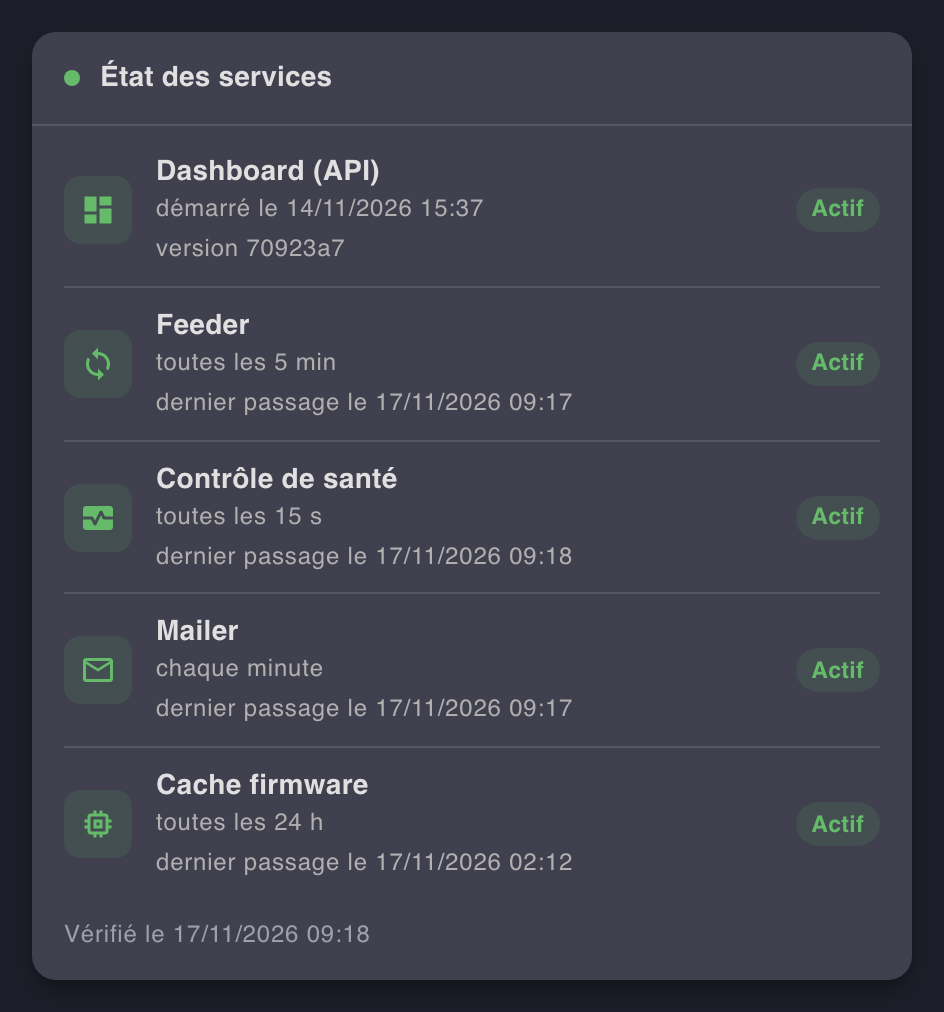 État des services
Dashboard (API)
démarré le 14/11/2026 15:37
version 70923a7
Actif
Feeder
toutes les 5 min
dernier passage le 17/11/2026 09:17
Actif
Contrôle de santé
toutes les 15 s
dernier passage le 17/11/2026 09:18
Actif
Mailer
chaque minute
dernier passage le 17/11/2026 09:17
Actif
Cache firmware
toutes les 24 h
dernier passage le 17/11/2026 02:12
Actif
Vérifié le 17/11/2026 09:18